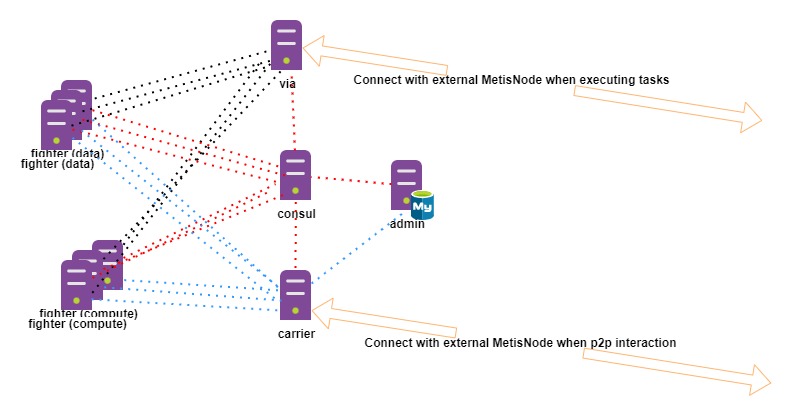 via
Connect with external MetisNode when executing tasks
fighter (data)
fighter (data)
consul
My
admin
fighter (compute)
fighter (compute)
carrier
Connect with external MetisNode when p2p interaction